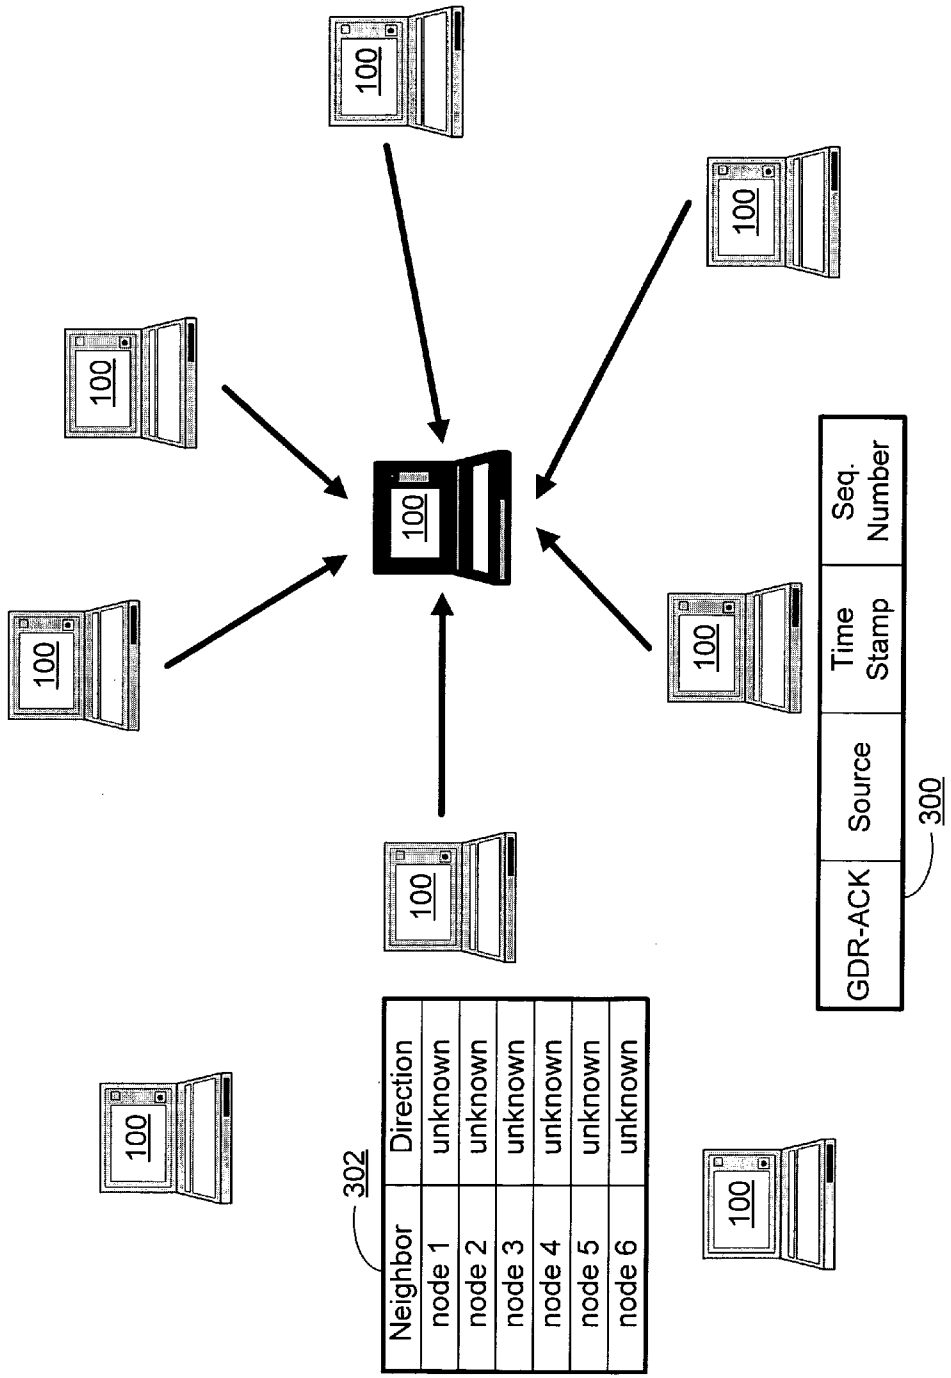 100
100
100
100
302
100
100
Neighbor Direction
node 1 unknown
node 2 unknown
node 3 unknown
node 4 unknown
node 5 unknown
node 6 unknown
100
100
100
GDR-ACK
Source
Time
Stamp
Seq.
Number
300